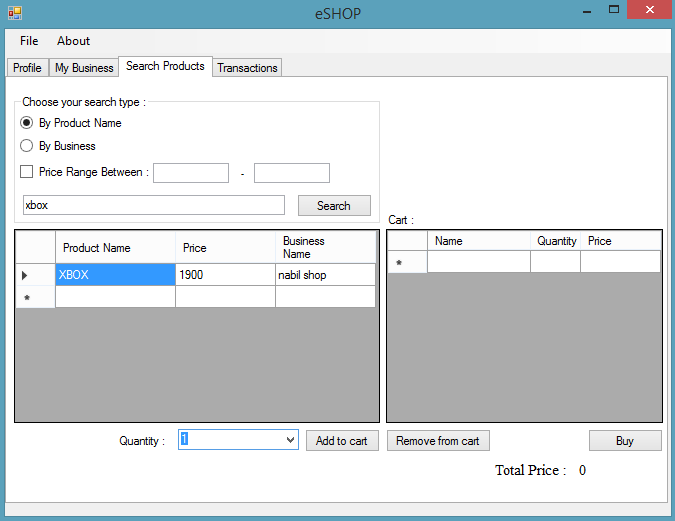 eSHOP
File About
Profile My Business Search Products Transactions
Choose your search type :
By Product Name
By Business
Price Range Between : -
xbox Search
Cart :
Product Name Price Business
Name
Name Quantity Price
XBOX 1900 nabil shop
Quantity : 1 Add to cart Remove from cart Buy
Total Price : 0